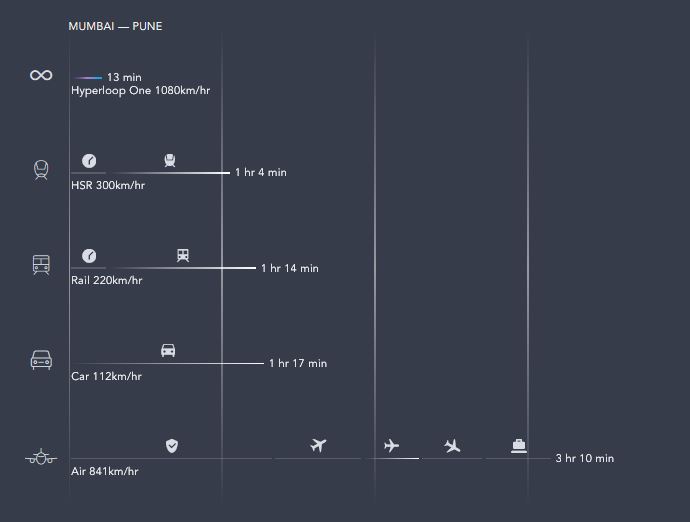 MUMBAI — PUNE
13 min
Hyperloop One 1080km/hr
1 hr 4 min
HSR 300km/hr
1 hr 14 min
Rail 220km/hr
1 hr 17 min
Car 112km/hr
3 hr 10 min
Air 841km/hr